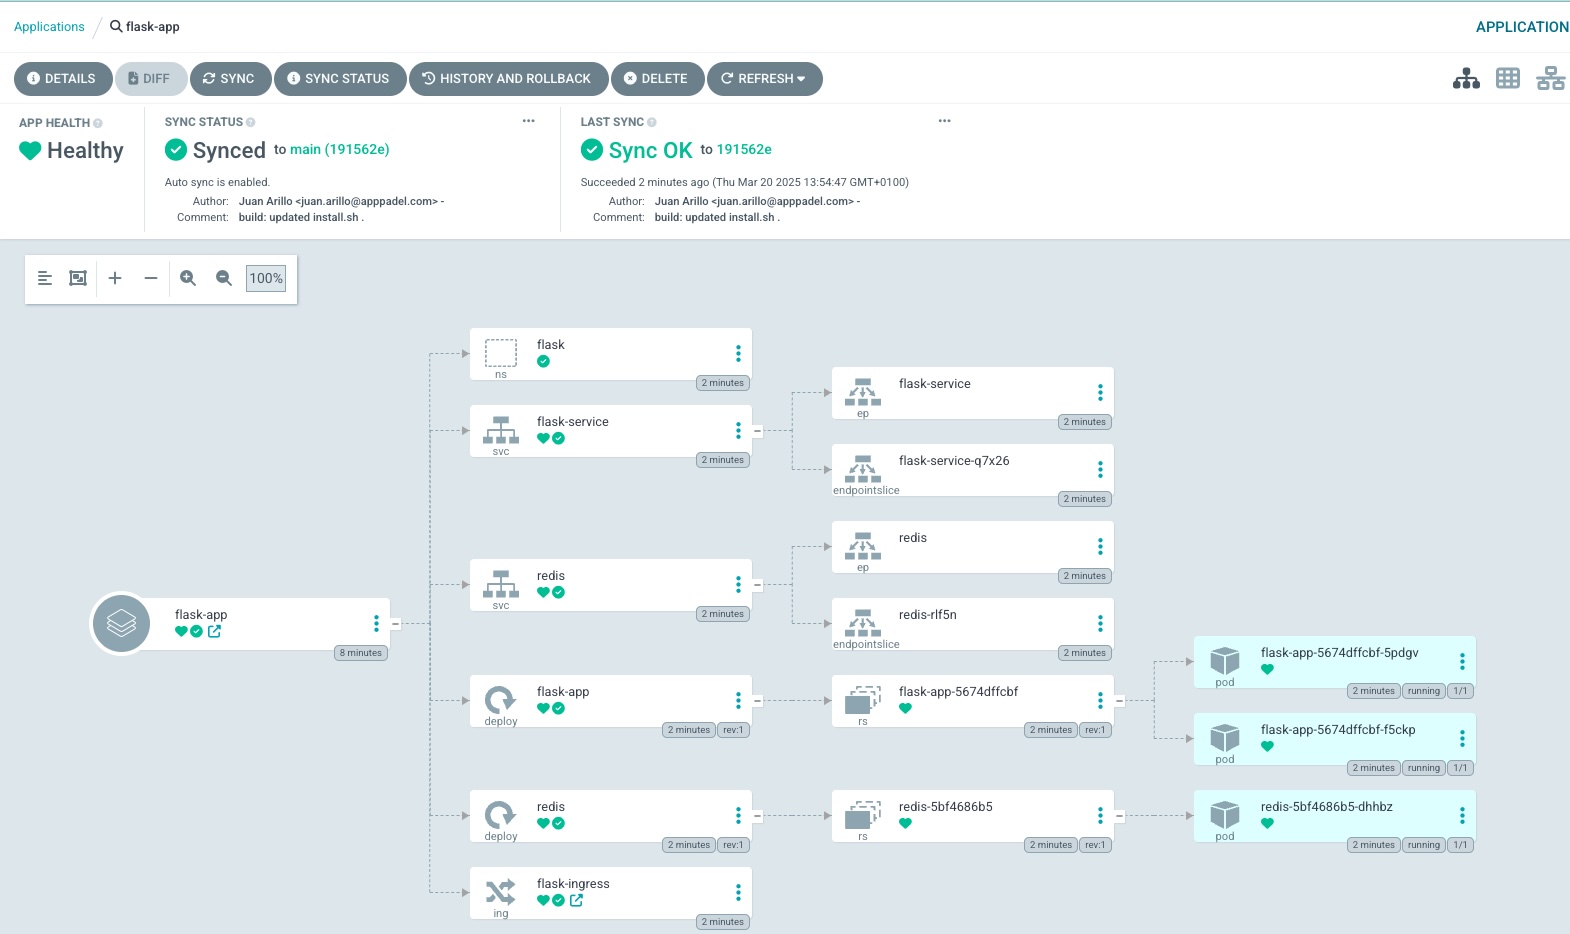 Applications / flask-app
APPLICATION
DETAILS DIFF SYNC SYNC STATUS HISTORY AND ROLLBACK DELETE REFRESH
APP HEALTH
Healthy
SYNC STATUS
Synced to main (191562e)
Auto sync is enabled.
Author: Juan Arillo <juan.arillo@apppadel.com> -
Comment: build: updated install.sh .
LAST SYNC
Sync OK to 191562e
Succeeded 2 minutes ago (Thu Mar 20 2025 13:54:47 GMT+0100)
Author: Juan Arillo <juan.arillo@apppadel.com> -
Comment: build: updated install.sh .
100%
flask-app
8 minutes
flask
ns
2 minutes
flask-service
svc
2 minutes
flask-service
ep
2 minutes
flask-service-q7x26
endpointslice
2 minutes
redis
svc
2 minutes
redis
ep
2 minutes
redis-rlf5n
endpointslice
2 minutes
flask-app
deploy
2 minutes rev:1
flask-app-5674dffcbf
rs
2 minutes rev:1
flask-app-5674dffcbf-5pdgv
pod
2 minutes running 1/1
flask-app-5674dffcbf-f5ckp
pod
2 minutes running 1/1
redis
deploy
2 minutes rev:1
redis-5bf4686b5
rs
2 minutes rev:1
redis-5bf4686b5-dhhbz
pod
2 minutes running 1/1
flask-ingress
ing
2 minutes